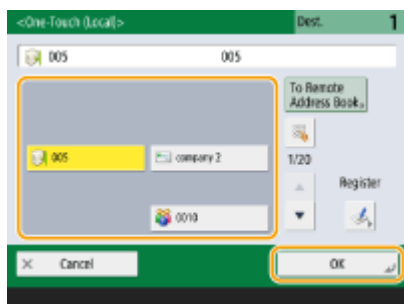 <One-Touch (Local)>
Dest. 1
005 005
To Remote
Address Book
005
company 2
1/20
Register
0010
Cancel
OK